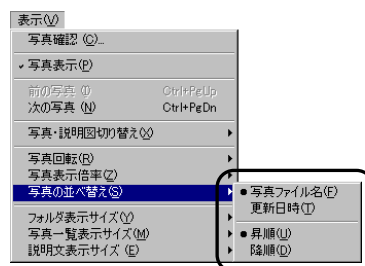 表示(V)
写真確認 (C)...
写真表示(P)
前の写真 (I) Ctrl+PgUp
次の写真 (N) Ctrl+PgDn
写真・説明図切り替え(X)
写真回転(R)
写真表示倍率(Z)
写真の並べ替え(S)
フォルダ表示サイズ(Y)
写真一覧表示サイズ(M)
説明文表示サイズ (E)
写真ファイル名(F)
更新日時(T)
昇順(U)
降順(D)